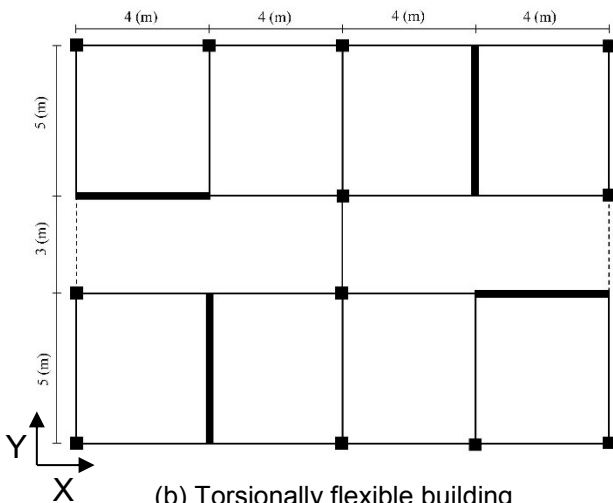 4 (m) 4 (m) 4 (m) 4 (m)
5 (m)
3 (m)
5 (m)
Y
X
(b) Torsionally flexible building